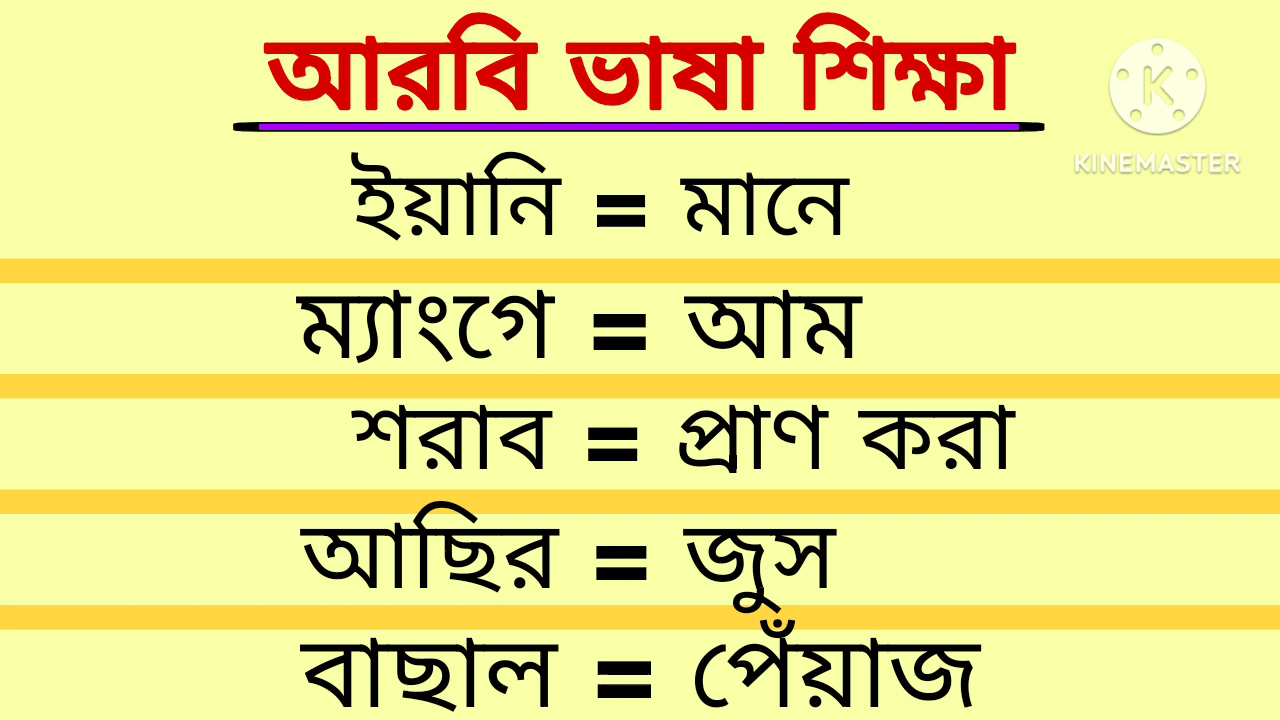 আরবি ভাষা শিক্ষা
KINEMASTER
ইয়ানি = মানে
ম্যাংগে = আম
শরাব = প্রাণ করা
আছির = জুস
বাছাল = পেঁয়াজ